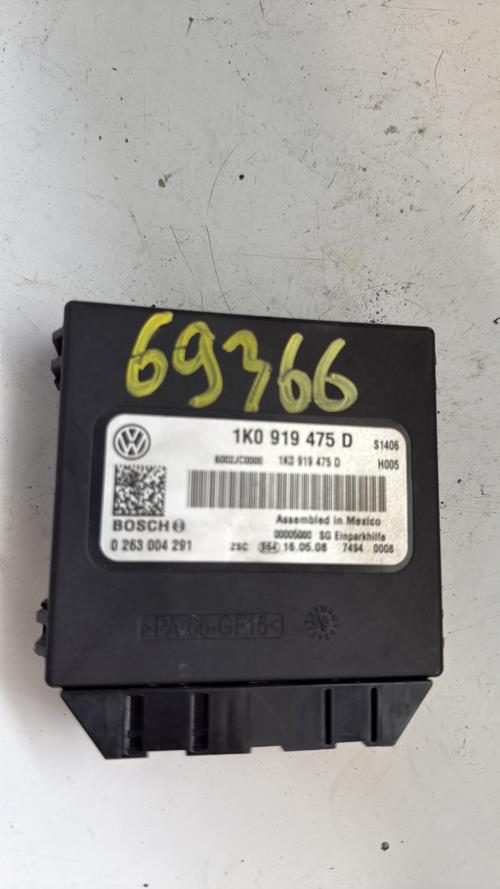 69366
1K0 919 475 D S1406
6002JC0000 1K0 919 475 D H005
Assembled in Mexico
BOSCH 00005000 SG Einparkhilfe
0 263 004 291 ZSC 564 16.05.08 7494 0008
>PA 66-GF15<